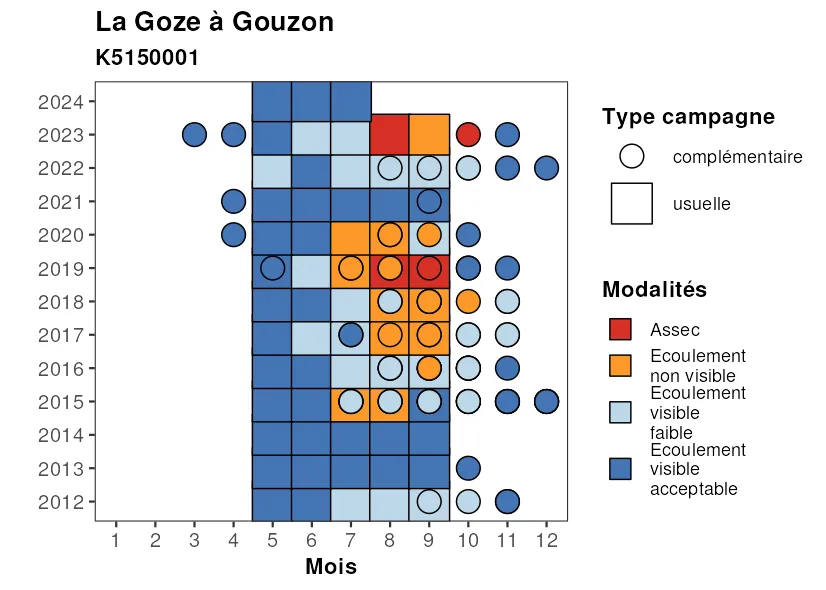 La Goze à Gouzon
K5150001
2024
2023
2022
2021
2020
2019
2018
2017
2016
2015
2014
2013
2012
1 2 3 4 5 6 7 8 9 10 11 12
Mois
Type campagne
complémentaire
usuelle
Modalités
Assec
Ecoulement
non visible
Ecoulement
visible
faible
Ecoulement
visible
acceptable